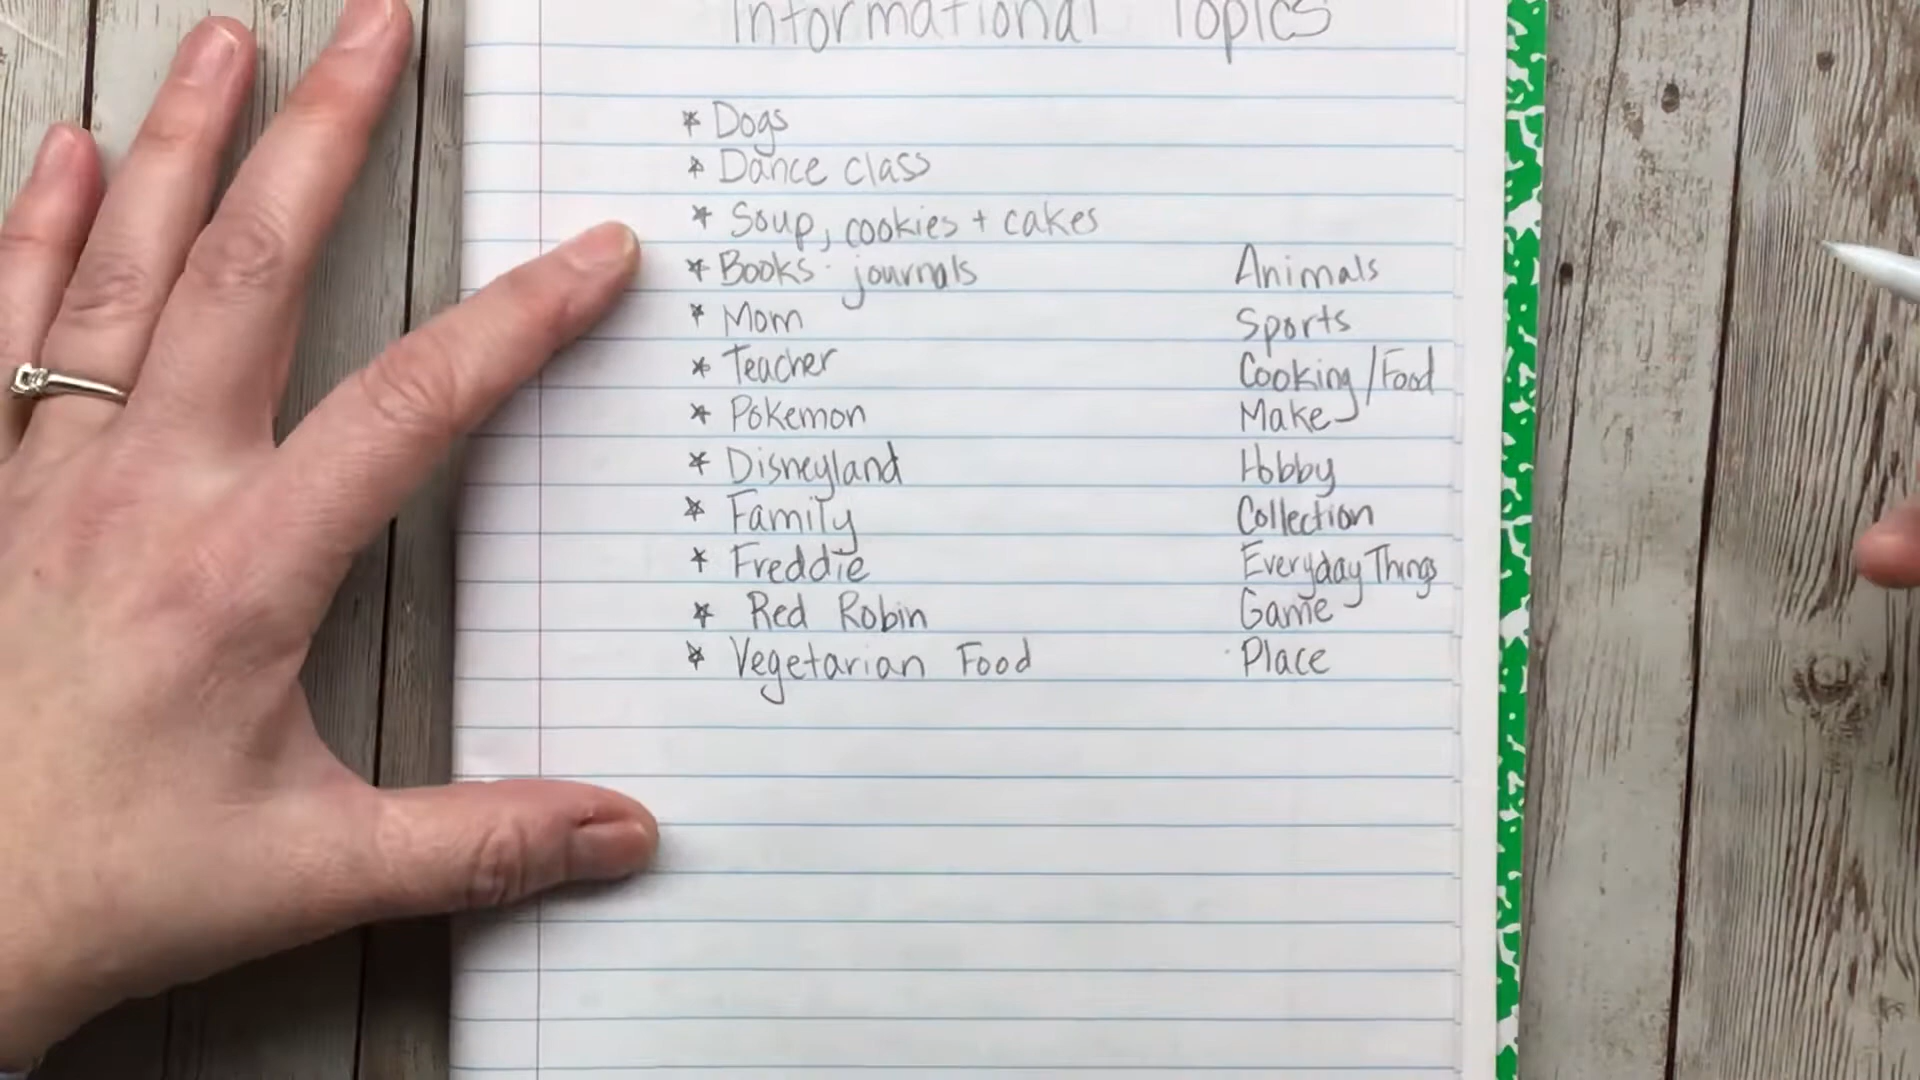 Informational Topics
* Dogs
* Dance class
* Soup, cookies + cakes
* Books · journals
* Mom
* Teacher
* Pokemon
* Disneyland
* Family
* Freddie
* Red Robin
* Vegetarian Food
Animals
Sports
Cooking/Food
Make
Hobby
Collection
Everyday Things
Game
Place